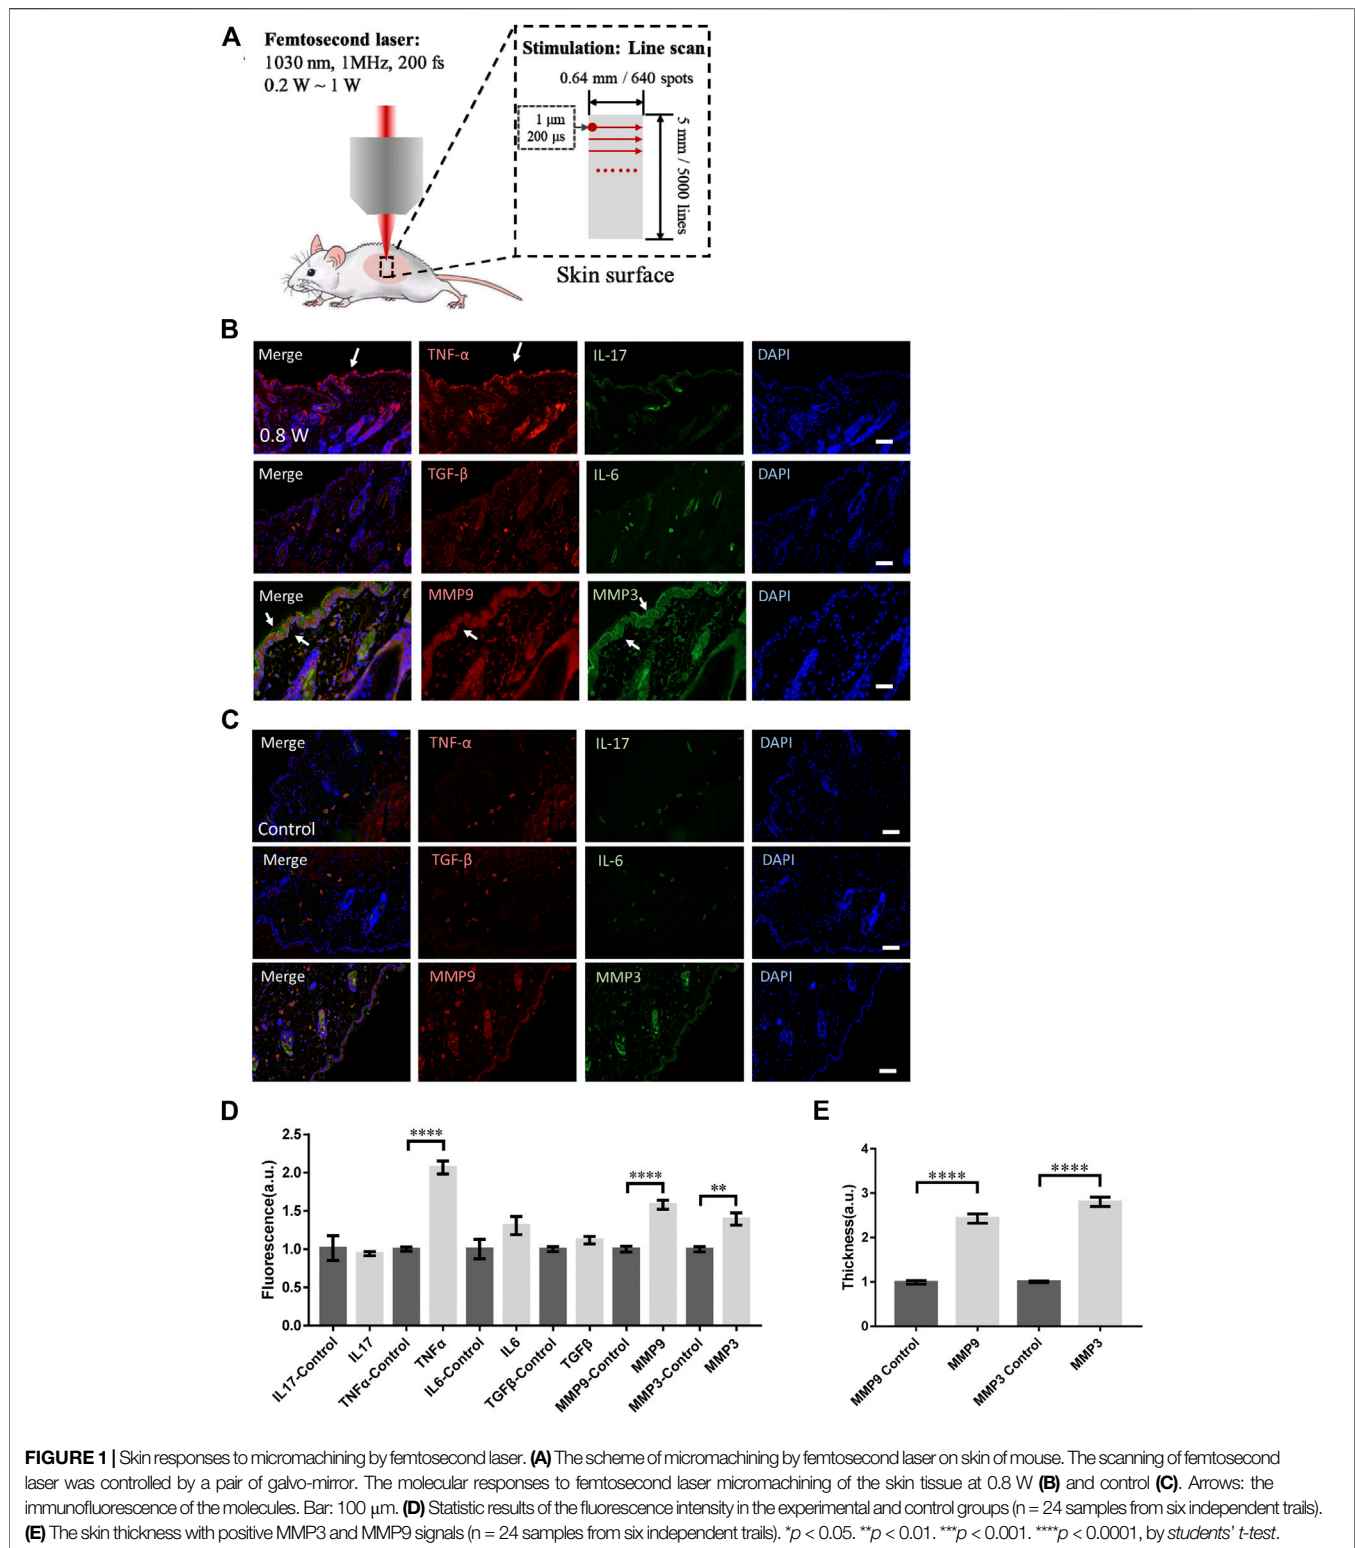 A
Femtosecond laser:
1030 nm, 1MHz, 200 fs
0.2 W ~ 1 W
Stimulation: Line scan
0.64 mm / 640 spots
1 μm
200 μs
5 mm / 5000 lines
Skin surface
B
Merge
TNF-α
IL-17
DAPI
0.8 W
Merge
TGF-β
IL-6
DAPI
Merge
MMP9
MMP3
DAPI
C
Merge
TNF-α
IL-17
DAPI
Control
Merge
TGF-β
IL-6
DAPI
Merge
MMP9
MMP3
DAPI
D
Fluorescence(a.u.)
2.5
2.0
1.5
1.0
0.5
0.0
****
****
**
IL17-Control
IL17
TNFα-Control
TNFα
IL6-Control
IL6
TGFβ-Control
TGFβ
MMP9-Control
MMP9
MMP3-Control
MMP3
E
Thickness(a.u.)
4
3
2
1
0
****
****
MMP9 Control
MMP9
MMP3 Control
MMP3
FIGURE 1 | Skin responses to micromachining by femtosecond laser. (A) The scheme of micromachining by femtosecond laser on skin of mouse. The scanning of femtosecond
laser was controlled by a pair of galvo-mirror. The molecular responses to femtosecond laser micromachining of the skin tissue at 0.8 W (B) and control (C). Arrows: the
immunofluorescence of the molecules. Bar: 100 μm. (D) Statistic results of the fluorescence intensity in the experimental and control groups (n = 24 samples from six independent trails).
(E) The skin thickness with positive MMP3 and MMP9 signals (n = 24 samples from six independent trails). *p < 0.05. **p < 0.01. ***p < 0.001. ****p < 0.0001, by students' t-test.